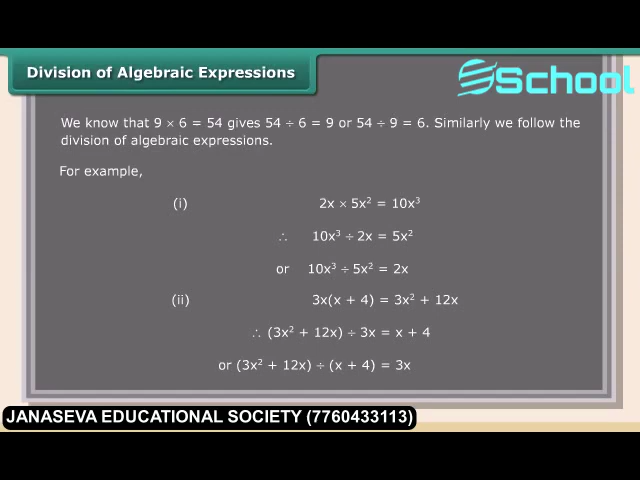 Division of Algebraic Expressions
School
We know that 9 × 6 = 54 gives 54 ÷ 6 = 9 or 54 ÷ 9 = 6. Similarly we follow the
division of algebraic expressions.
For example,
(i) 2x × 5x² = 10x³
∴ 10x³ ÷ 2x = 5x²
or 10x³ ÷ 5x² = 2x
(ii) 3x(x + 4) = 3x² + 12x
∴ (3x² + 12x) ÷ 3x = x + 4
or (3x² + 12x) ÷ (x + 4) = 3x
JANASEVA EDUCATIONAL SOCIETY (7760433113)